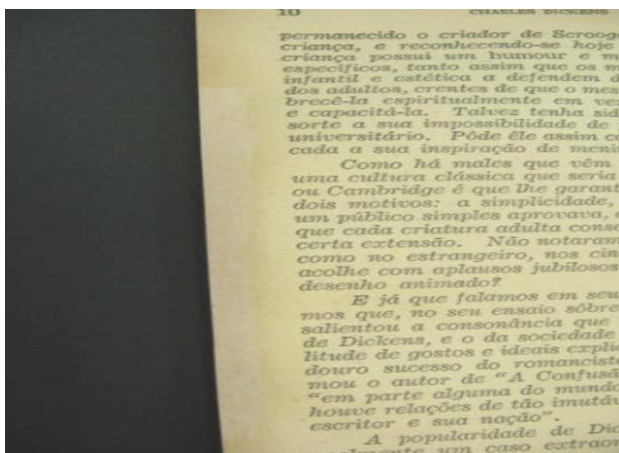 10 CHARLES DICKENS
permanecido o criador de Scroog
criança, e reconhecendo-se hoje
criança possui um humour e m
específicos, tanto assim que os m
infantil e estética a defendem d
dos adultos, crentes de que o mes
brecê-la espiritualmente em ve
e capacitá-la. Talvez tenha sid
sorte a sua impossibilidade de
universitário. Pôde êle assim co
cada a sua inspiração de meni
Como há males que vêm
uma cultura clássica que seria
ou Cambridge é que lhe garant
dois motivos: a simplicidade,
um público simples aprovava, e
que cada criatura adulta conse
certa extensão. Não notaram
como no estrangeiro, nos cin
acolhe com aplausos jubilosos
desenho animado?
E já que falamos em seu
mos que, no seu ensaio sôbre
salientou a consonância que
de Dickens, e o da sociedade
litude de gostos e ideais expli
douro sucesso do romancist
mou o autor de “A Confusã
“em parte alguma do mundo
houve relações de tão imutáv
escritor e sua nação”.
A popularidade de Dic
um caso extraor